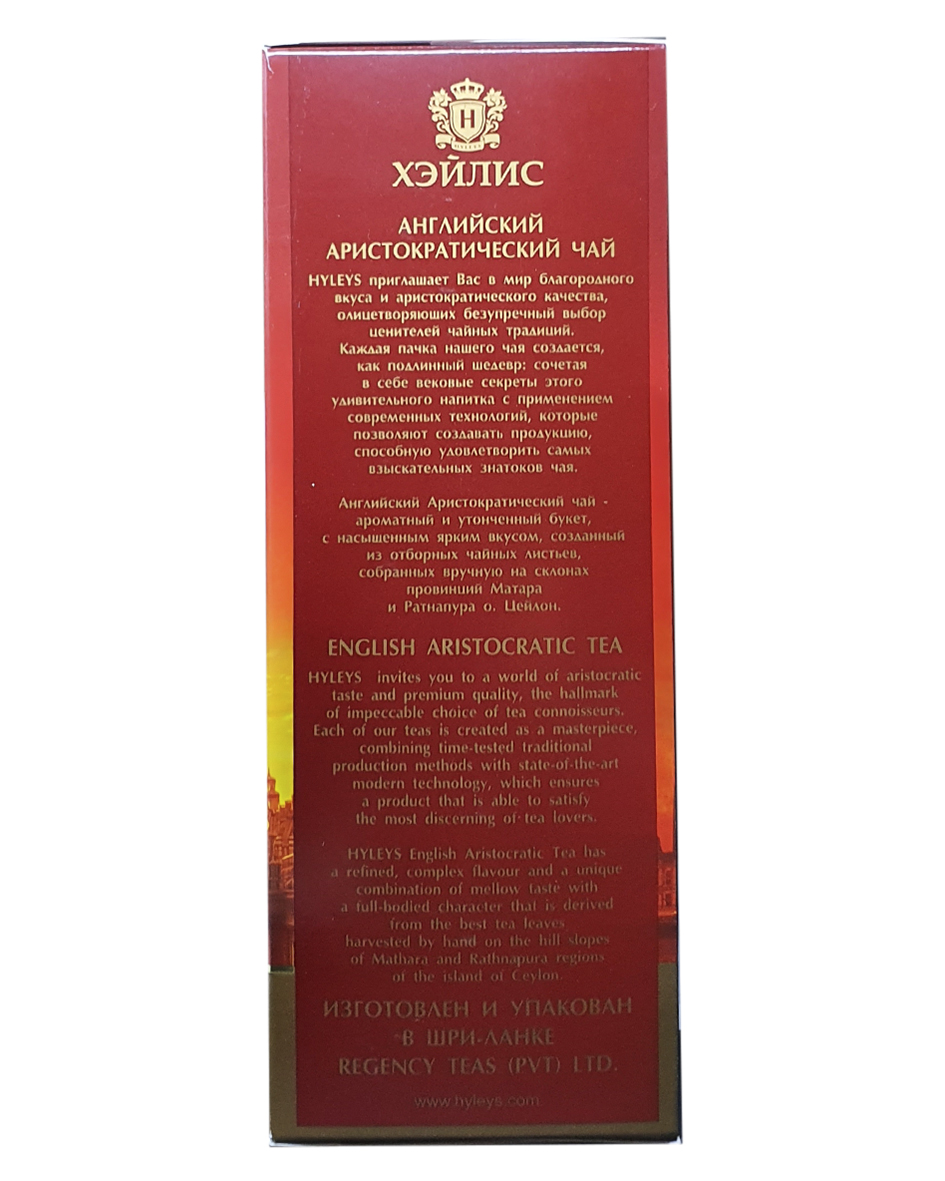 H
HYLEYS
ХЭЙЛИС
АНГЛИЙСКИЙ
АРИСТОКРАТИЧЕСКИЙ ЧАЙ
HYLEYS приглашает Вас в мир благородного
вкуса и аристократического качества,
олицетворяющих безупречный выбор
ценителей чайных традиций.
Каждая пачка нашего чая создается,
как подлинный шедевр: сочетая
в себе вековые секреты этого
удивительного напитка с применением
современных технологий, которые
позволяют создавать продукцию,
способную удовлетворить самых
взыскательных знатоков чая.
Английский Аристократический чай -
ароматный и утонченный букет,
с насыщенным ярким вкусом, созданный
из отборных чайных листьев,
собранных вручную на склонах
провинций Матара
и Ратнапура о. Цейлон.
ENGLISH ARISTOCRATIC TEA
HYLEYS invites you to a world of aristocratic
taste and premium quality, the hallmark
of impeccable choice of tea connoisseurs.
Each of our teas is created as a masterpiece,
combining time-tested traditional
production methods with state-of-the-art
modern technology, which ensures
a product that is able to satisfy
the most discerning of tea lovers.
HYLEYS English Aristocratic Tea has
a refined, complex flavour and a unique
combination of mellow taste with
a full-bodied character that is derived
from the best tea leaves
harvested by hand on the hill slopes
of Mathara and Rathnapura regions
of the island of Ceylon.
ИЗГОТОВЛЕН И УПАКОВАН
В ШРИ-ЛАНКЕ
REGENCY TEAS (PVT) LTD.
www.hyleys.com